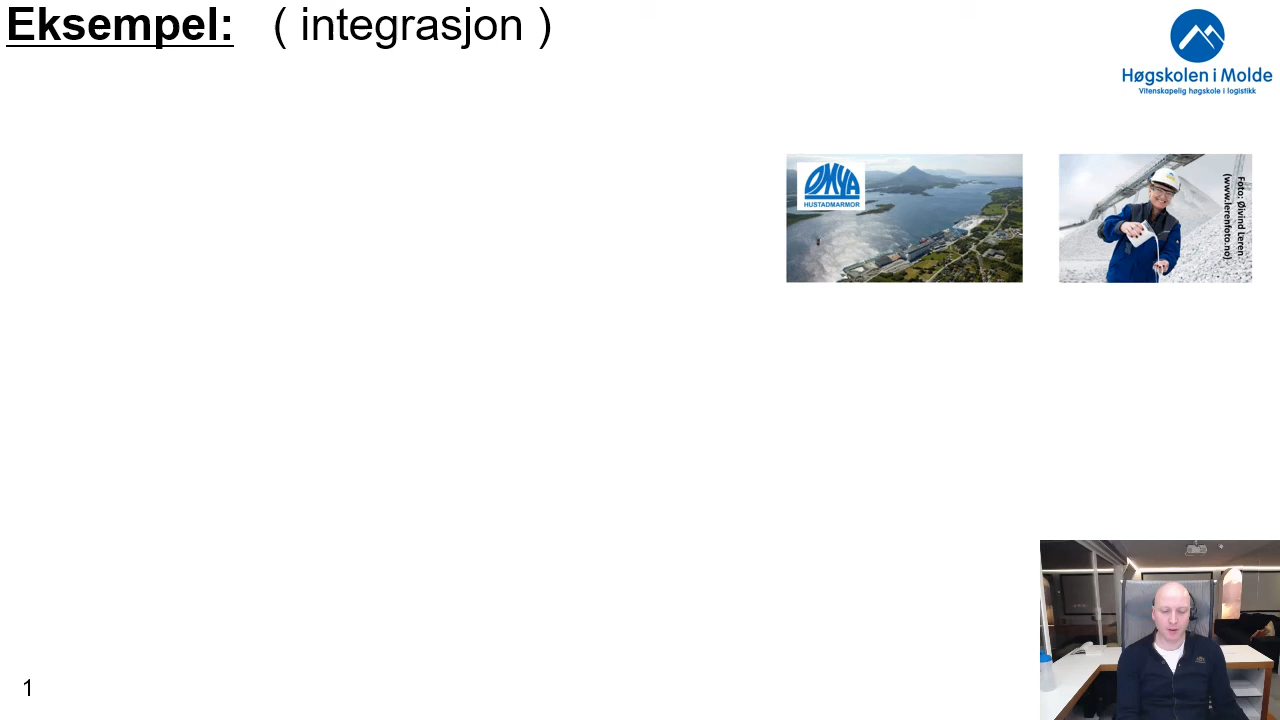 Eksempel: ( integrasjon )
Høgskolen i Molde
Vitenskapelig høgskole i logistikk
OMYA
HUSTADMARMOR
Foto: Øivind Leren
(www.lerenfoto.no)
1